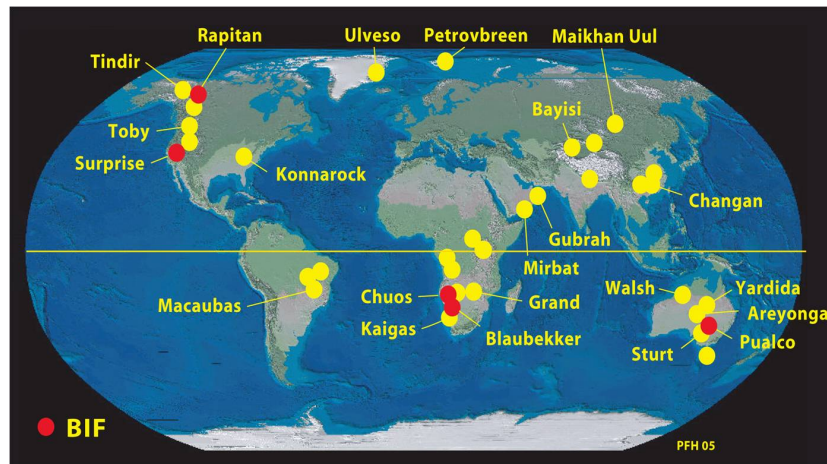 Rapitan
Ulveso
Petrovbreen
Maikhan Uul
Tindir
Bayisi
Toby
Surprise
Konnarock
Changan
Gubrah
Mirbat
Macaubas
Chuos
Grand
Walsh
Yardida
Areyonga
Kaigas
Blaubekker
Pualco
Sturt
BIF
PFH 05